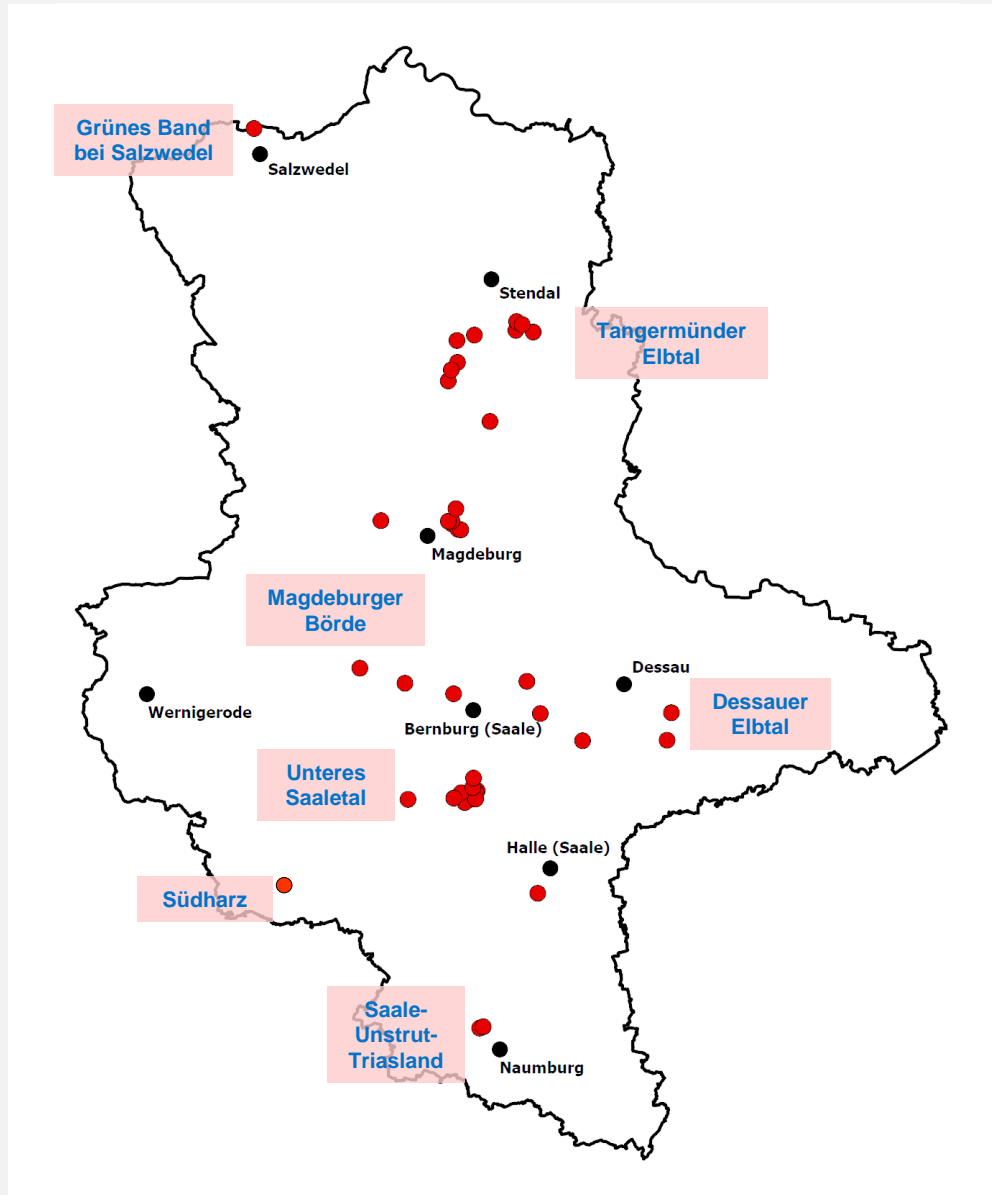 Grünes Band
bei Salzwedel
Salzwedel
Stendal
Tangermünder
Elbtal
Magdeburg
Magdeburger
Börde
Dessau
Wernigerode
Dessauer
Elbtal
Bernburg (Saale)
Unteres
Saaletal
Halle (Saale)
Südharz
Saale-
Unstrut-
Triasland
Naumburg